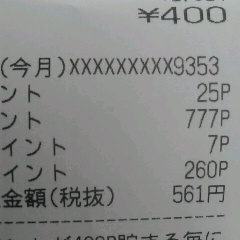 ¥400
(今月)XXXXXXXXX9353
ント 25P
ント 777P
イント 7P
イント 260P
金額(税抜) 561円